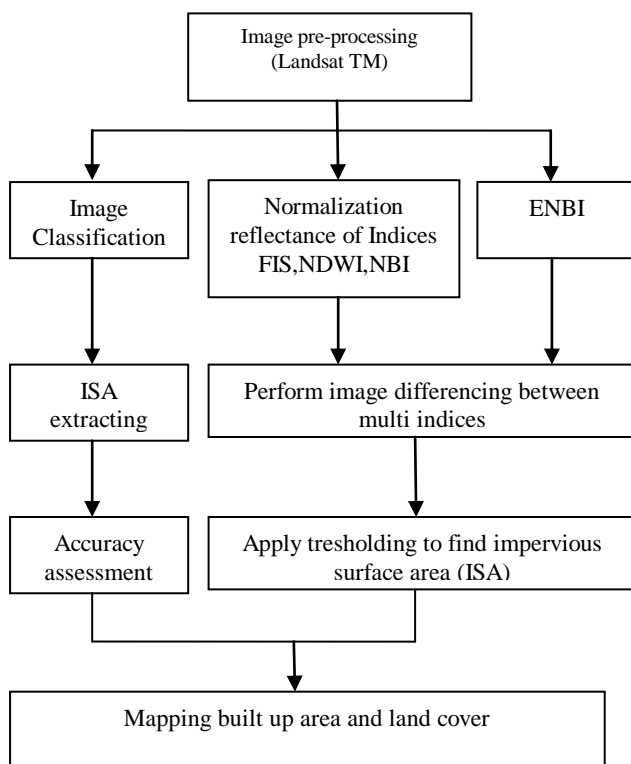 Image pre-processing
(Landsat TM)
Image
Classification
Normalization
reflectance of Indices
FIS,NDWI,NBI
ENBI
ISA
extracting
Perform image differencing between
multi indices
Accuracy
assessment
Apply tresholding to find impervious
surface area (ISA)
Mapping built up area and land cover